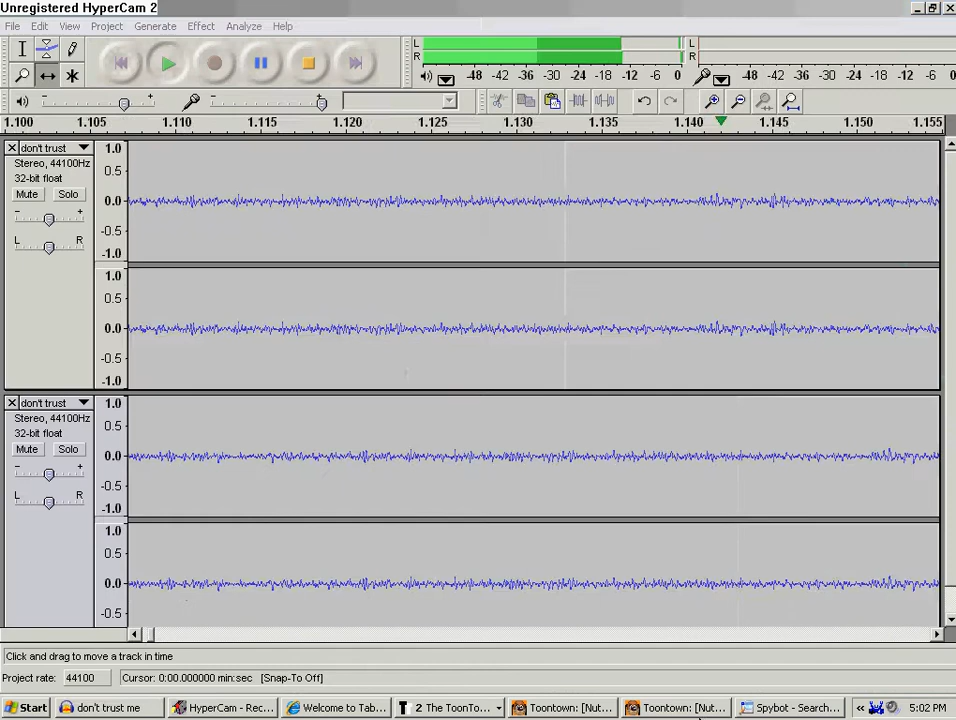 Unregistered HyperCam 2
File Edit View Project Generate Effect Analyze Help
L
R
-48 -42 -36 -30 -24 -18 -12 -6 0
L
R
-48 -42 -36 -30 -24 -18 -12
- +
- +
1.100 1.105 1.110 1.115 1.120 1.125 1.130 1.135 1.140 1.145 1.150 1.155
don't trust
Stereo, 44100Hz
32-bit float
Mute Solo
- +
L R
1.0
0.5
0.0
-0.5
-1.0
1.0
0.5
0.0
-0.5
-1.0
don't trust
Stereo, 44100Hz
32-bit float
Mute Solo
- +
L R
1.0
0.5
0.0
-0.5
-1.0
1.0
0.5
0.0
-0.5
Click and drag to move a track in time
Project rate: 44100 Cursor: 0:00.000000 min:sec [Snap-To Off]
Start don't trust me HyperCam - Rec... Welcome to Tab... 2 The ToonTo... Toontown: [Nut... Toontown: [Nut... Spybot - Search... « 5:02 PM